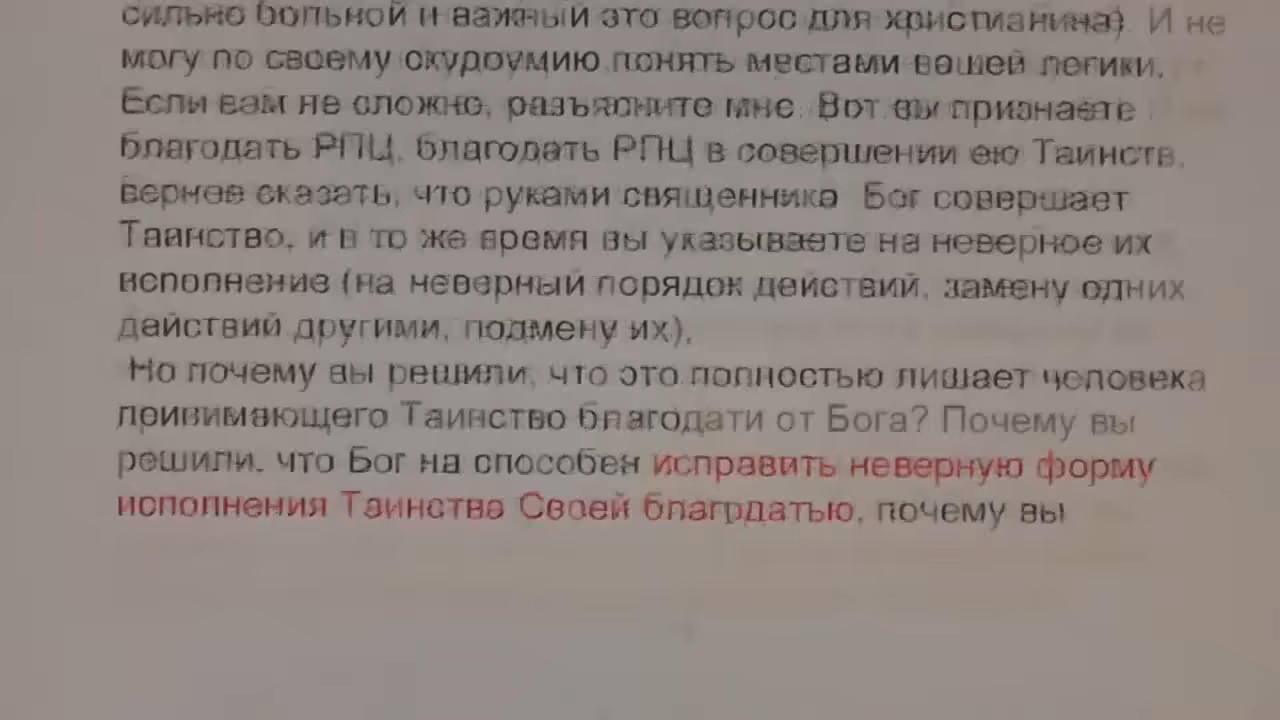 сильно больной и важный это вопрос для христианина). И не
могу по своему скудоумию понять местами вашей логики.
Если вам не сложно, разъясните мне. Вот вы признаете
благодать РПЦ, благодать РПЦ в совершении ею Таинств,
вернее сказать, что руками священника Бог совершает
Таинство, и в то же время вы указываете на неверное их
исполнение (на неверный порядок действий, замену одних
действий другими, подмену их).
Но почему вы решили, что это полностью лишает человека
принимающего Таинство благодати от Бога? Почему вы
решили, что Бог на способен исправить неверную форму
исполнения Таинства Своей благрдатью, почему вы